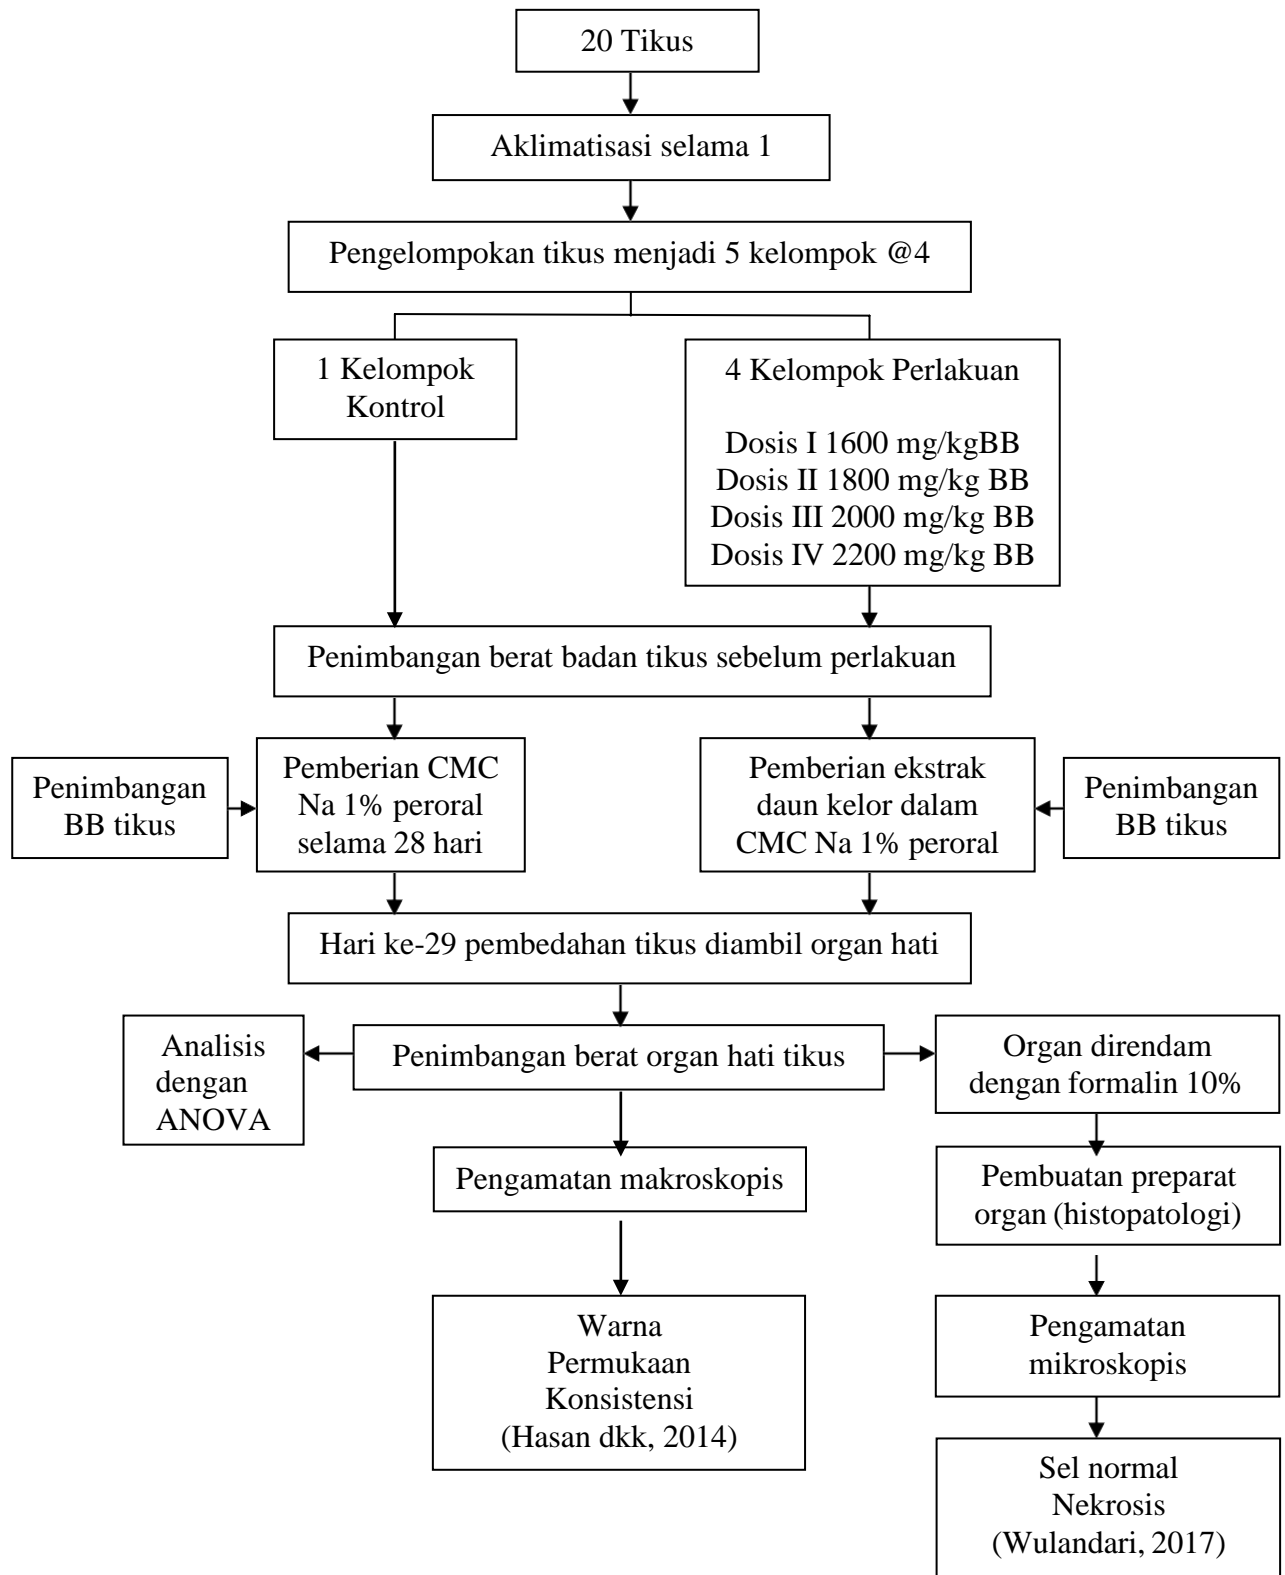 20 Tikus
Aklimatisasi selama 1
Pengelompokan tikus menjadi 5 kelompok @4
1 Kelompok
Kontrol
4 Kelompok Perlakuan
Dosis I 1600 mg/kgBB
Dosis II 1800 mg/kg BB
Dosis III 2000 mg/kg BB
Dosis IV 2200 mg/kg BB
Penimbangan berat badan tikus sebelum perlakuan
Penimbangan
BB tikus
Pemberian CMC
Na 1% peroral
selama 28 hari
Pemberian ekstrak
daun kelor dalam
CMC Na 1% peroral
Penimbangan
BB tikus
Hari ke-29 pembedahan tikus diambil organ hati
Analisis
dengan
ANOVA
Penimbangan berat organ hati tikus
Organ direndam
dengan formalin 10%
Pengamatan makroskopis
Pembuatan preparat
organ (histopatologi)
Warna
Permukaan
Konsistensi
(Hasan dkk, 2014)
Pengamatan
mikroskopis
Sel normal
Nekrosis
(Wulandari, 2017)